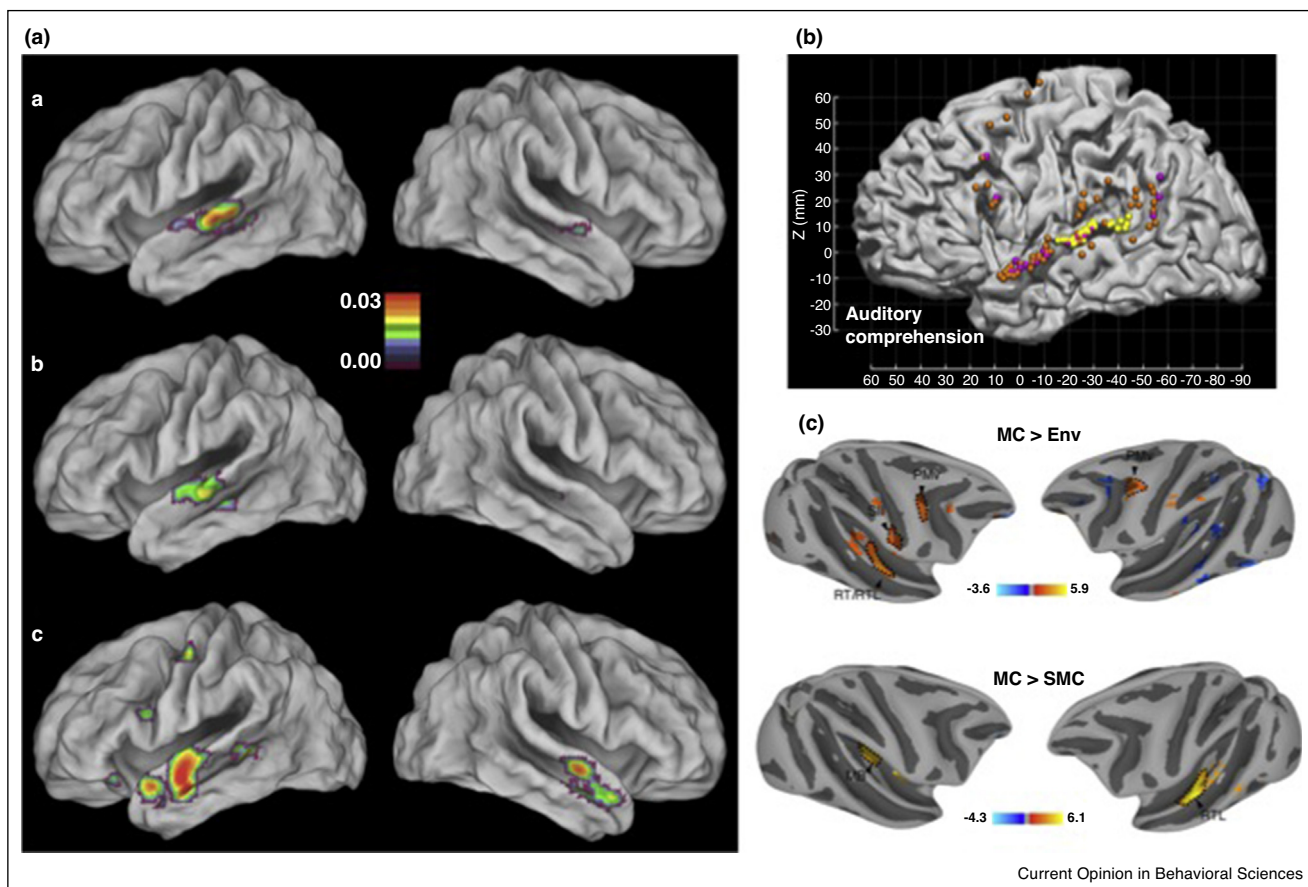 (a)
a
0.03
0.00
b
c
(b)
60
50
40
30
20
10
0
-10
-20
-30
Z (mm)
Auditory
comprehension
60 50 40 30 20 10 0 -10 -20 -30 -40 -50 -60 -70 -80 -90
(c)
MC > Env
PMv
PMv
RT/RTL
-3.6 5.9
MC > SMC
RTL
-4.3 6.1
Current Opinion in Behavioral Sciences